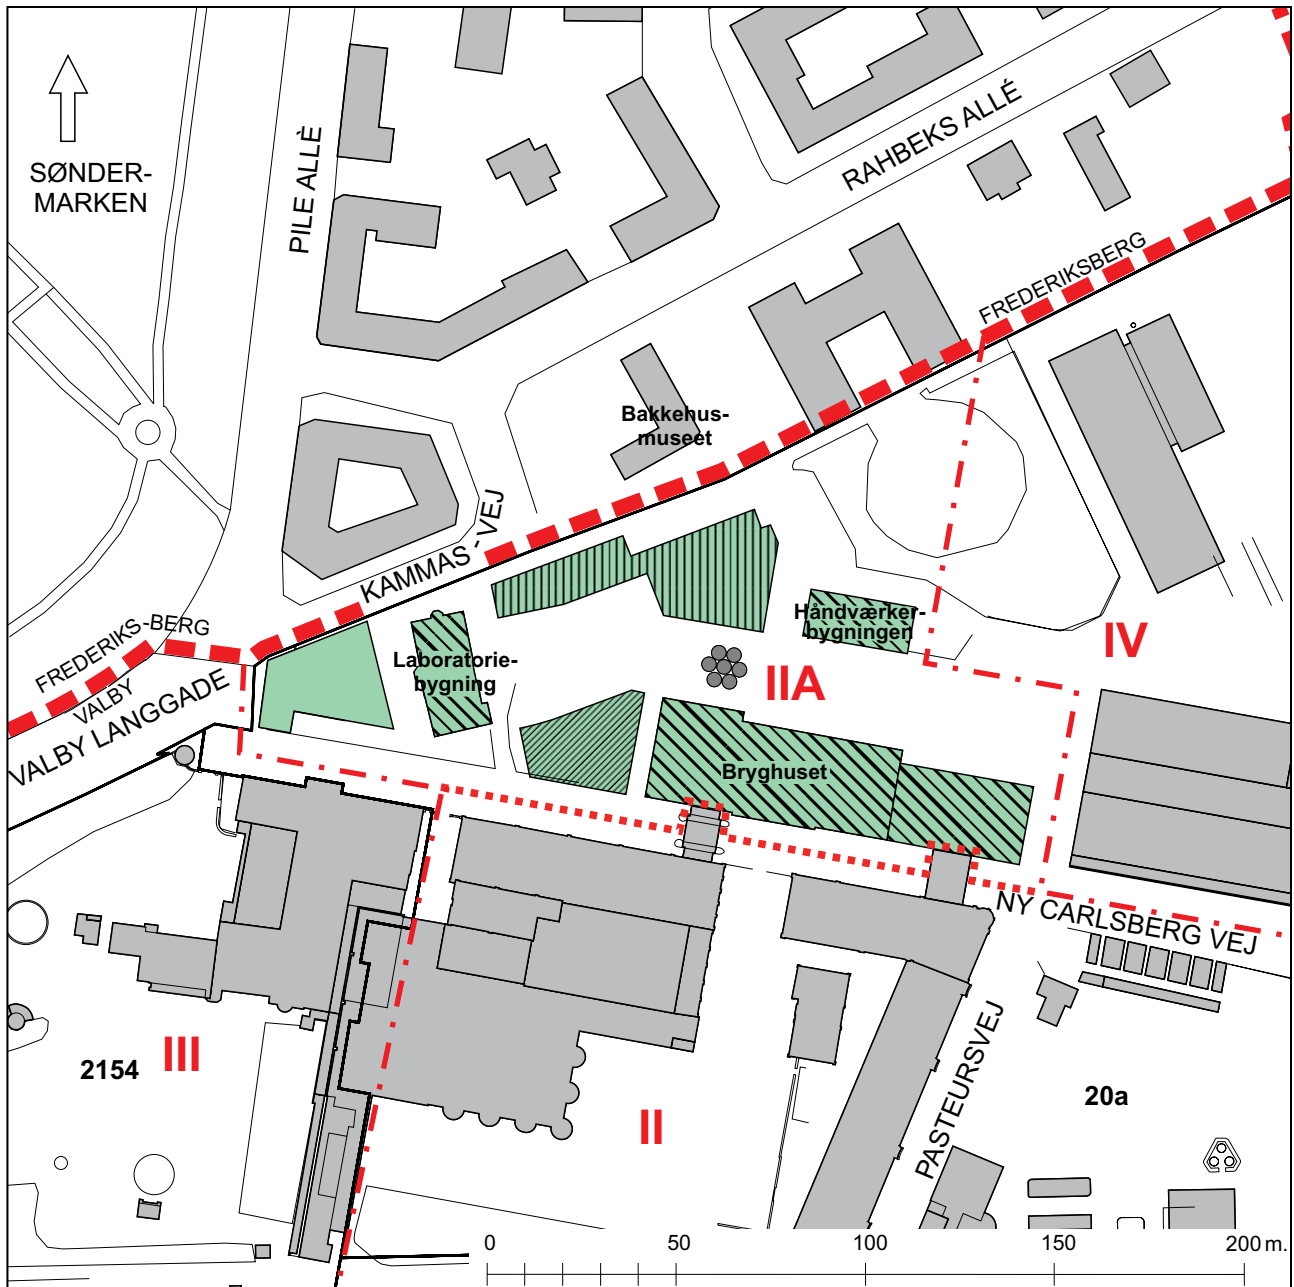 SØNDER-
MARKEN
PILE ALLÈ
RAHBEKS ALLÉ
FREDERIKSBERG
Bakkehus-
museet
KAMMAS - VEJ
FREDERIKS-BERG
VALBY
VALBY LANGGADE
Laboratorie-
bygning
Håndværker-
bygningen
IV
IIA
Bryghuset
NY CARLSBERG VEJ
2154
III
II
PASTEURSVEJ
20a
0 50 100 150 200 m.